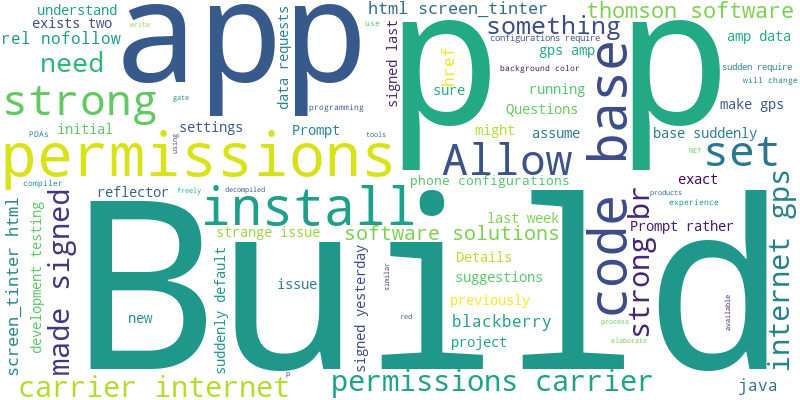 understand
exists two
rel nofollow
write
need
app
html screen_tinter
use
something
thomson software
data requests
signed last
configurations require
gps amp
amp data
href
background color
sudden require
strong
gate
programming
p p
sure
running
will change
code base
Questions
make gps
PDAs
initial
settings
Prompt
might
assume
base suddenly
using
tools
permissions
Allow
NET
set
compiler
reflector
freely
decompiled
phone configurations
exact
products
experience
install
Build
screen_tinter html
development testing
made signed
strange issue
software solutions
last week
Prompt rather
strong br
internet gps
suddenly default
signed yesterday
Details
suggestions
issue
similar
previously
new
blackberry
red
project
process
elaborate
available
carrier internet
p
permissions carrier
java